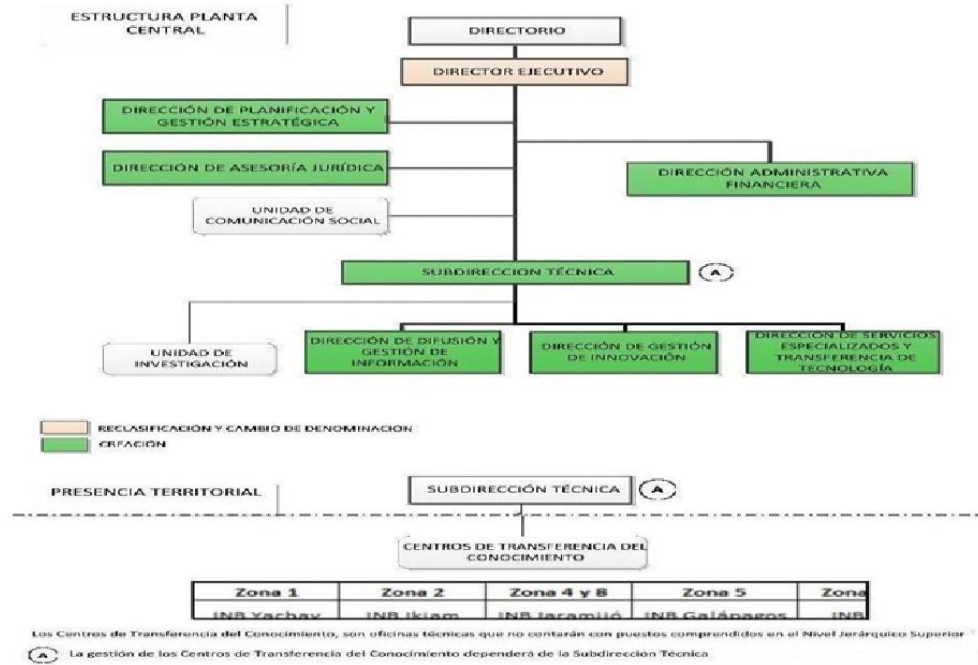 ESTRUCTURA PLANTA
CENTRAL
DIRECTORIO
DIRECTOR EJECUTIVO
DIRECCIÓN DE PLANIFICACIÓN Y
GESTIÓN ESTRATÉGICA
DIRECCIÓN DE ASESORÍA JURÍDICA
DIRECCIÓN ADMINISTRATIVA
FINANCIERA
UNIDAD DE
COMUNICACIÓN SOCIAL
SUBDIRECCION TÉCNICA
A
UNIDAD DE
INVESTIGACIÓN
DIRECCIÓN DE DIFUSIÓN Y
GESTIÓN DE
INFORMACIÓN
DIRECCIÓN DE GESTIÓN
DE INNOVACIÓN
DIRECCIÓN DE SERVICIOS
ESPECIALIZADOS Y
TRANSFERENCIA DE
TECNOLOGÍA
RECLASIFICACIÓN Y CAMBIO DE DENOMINACIÓN
CREACIÓN
PRESENCIA TERRITORIAL
SUBDIRECCIÓN TÉCNICA
A
CENTROS DE TRANSFERENCIA DEL
CONOCIMIENTO
Zona 1 Zona 2 Zona 4 y 8 Zona 5 Zona
INB Yachay INB Ikiam INB Jaramijó INB Galápagos INB
Los Centros de Transferencia del Conocimiento, son oficinas técnicas que no contarán con puestos comprendidos en el Nivel Jerárquico Superior
A La gestión de los Centros de Transferencia del Conocimiento dependerá de la Subdirección Técnica